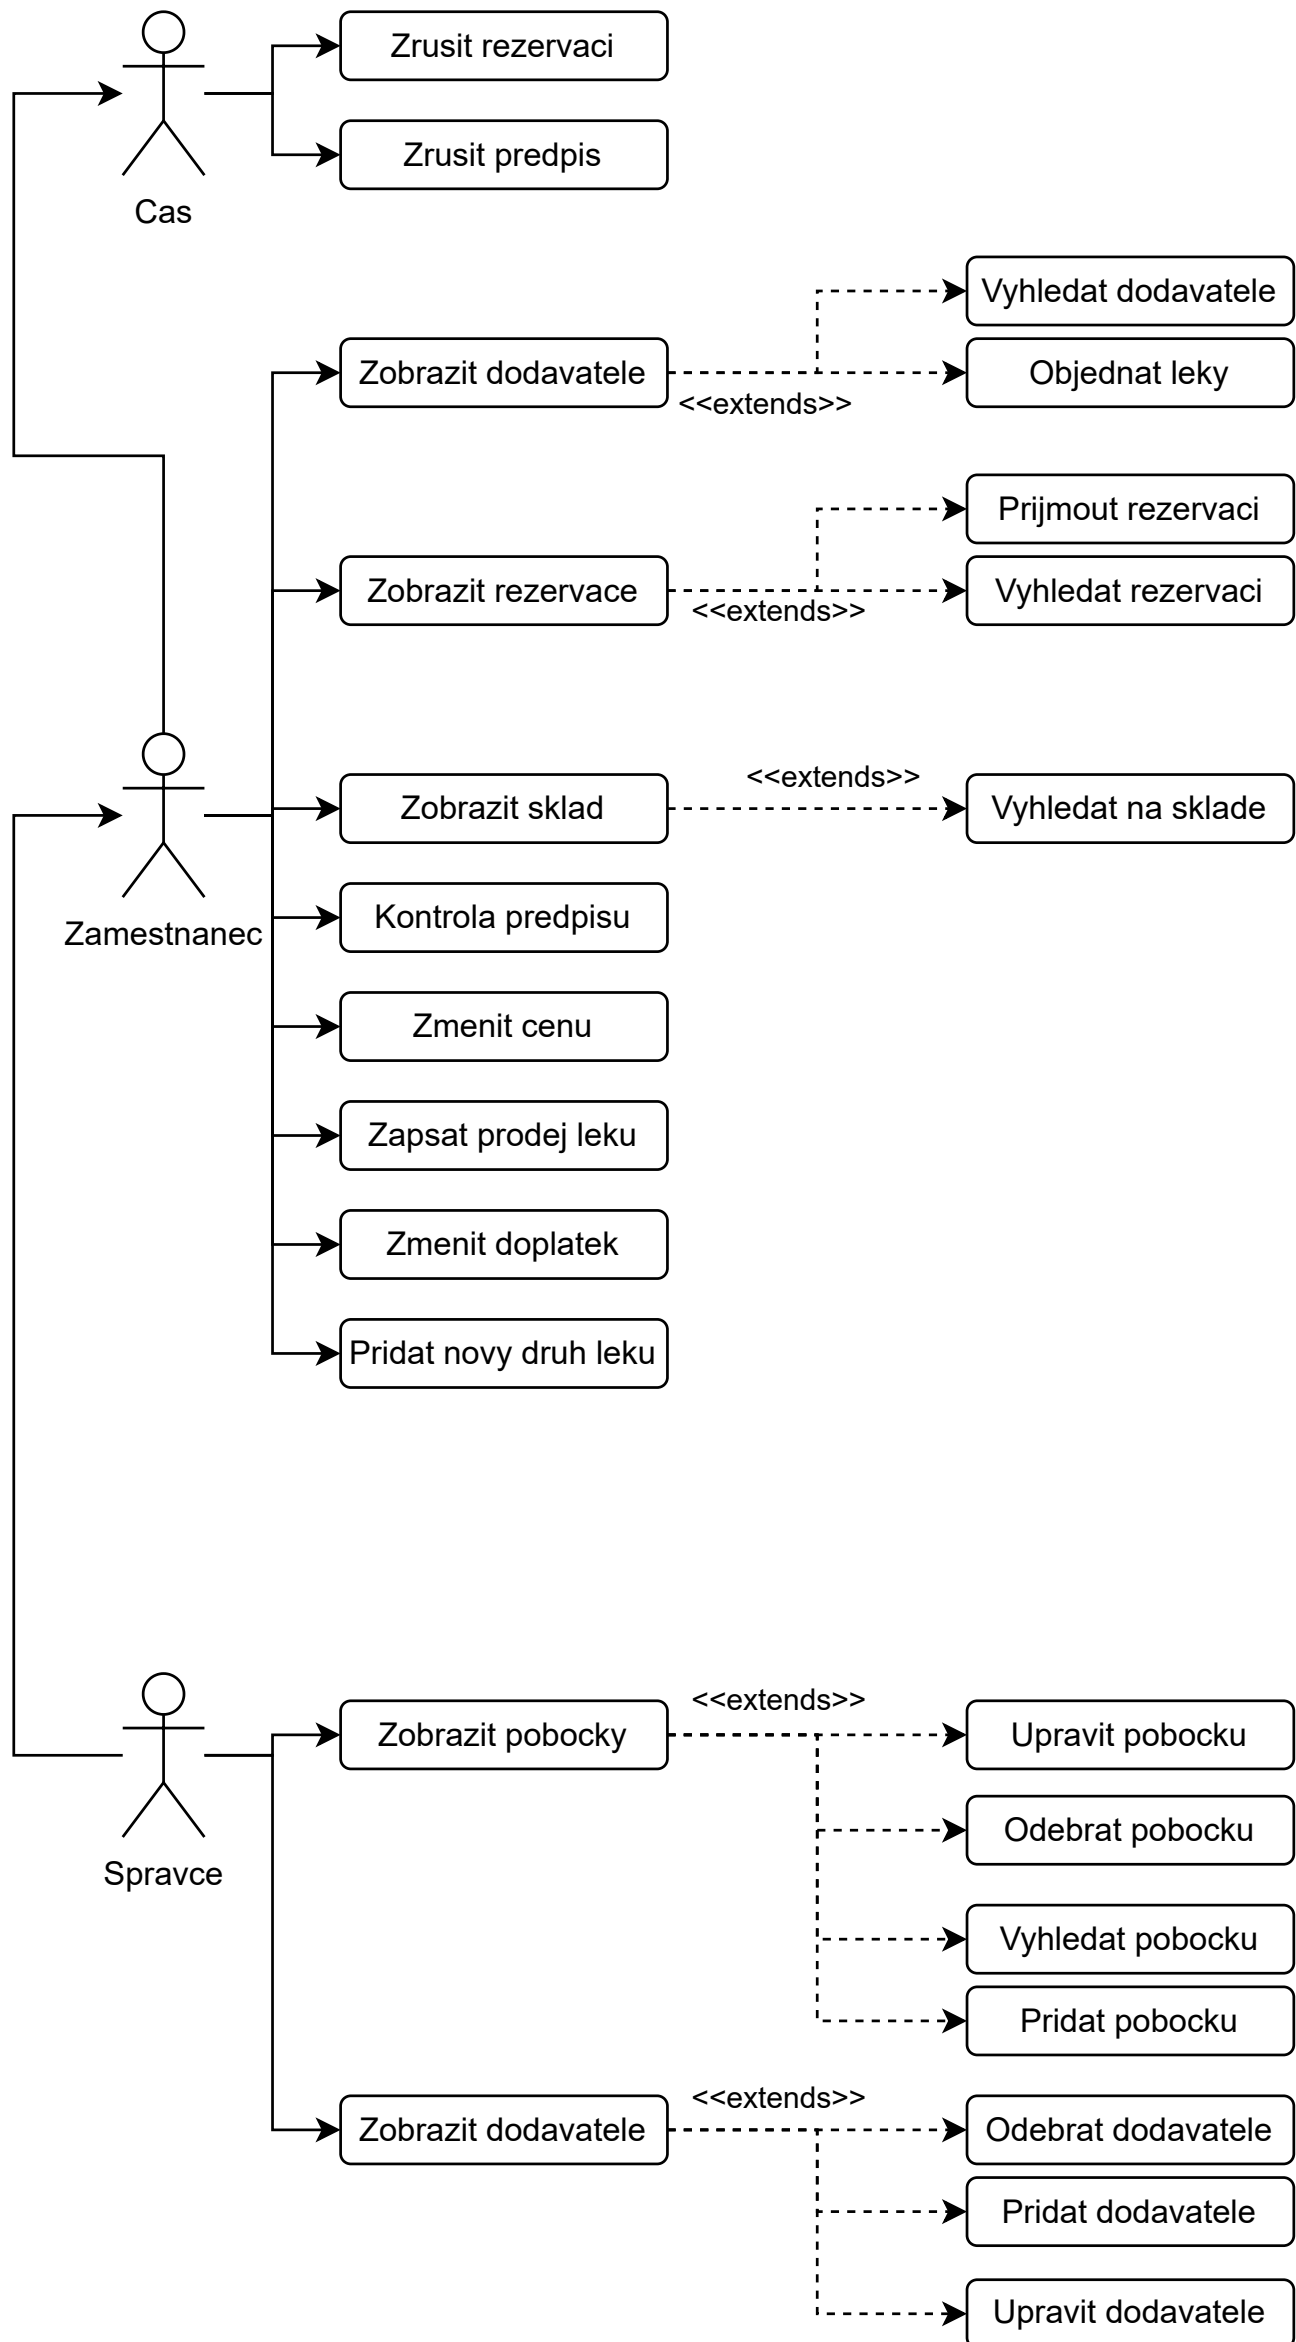 Zrusit rezervaci
Zrusit predpis
Cas
Vyhledat dodavatele
Zobrazit dodavatele
Objednat leky
<<extends>>
Prijmout rezervaci
Zobrazit rezervace
Vyhledat rezervaci
<<extends>>
<<extends>>
Zobrazit sklad
Vyhledat na sklade
Kontrola predpisu
Zamestnanec
Zmenit cenu
Zapsat prodej leku
Zmenit doplatek
Pridat novy druh leku
<<extends>>
Zobrazit pobocky
Upravit pobocku
Odebrat pobocku
Spravce
Vyhledat pobocku
Pridat pobocku
<<extends>>
Zobrazit dodavatele
Odebrat dodavatele
Pridat dodavatele
Upravit dodavatele